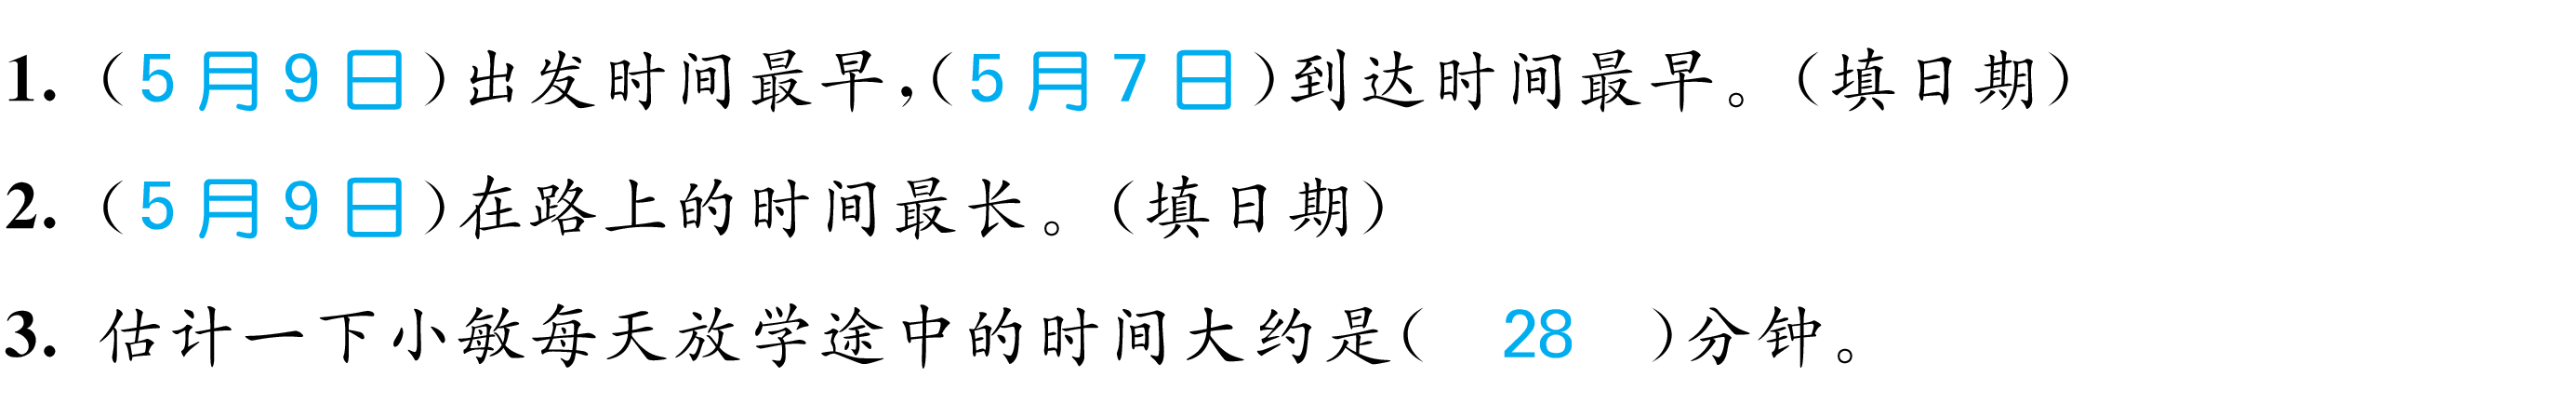 1. (5月9日)出发时间最早,(5月7日)到达时间最早。(填日期)
2. (5月9日)在路上的时间最长。(填日期)
3. 估计一下小敏每天放学途中的时间大约是( 28 )分钟。